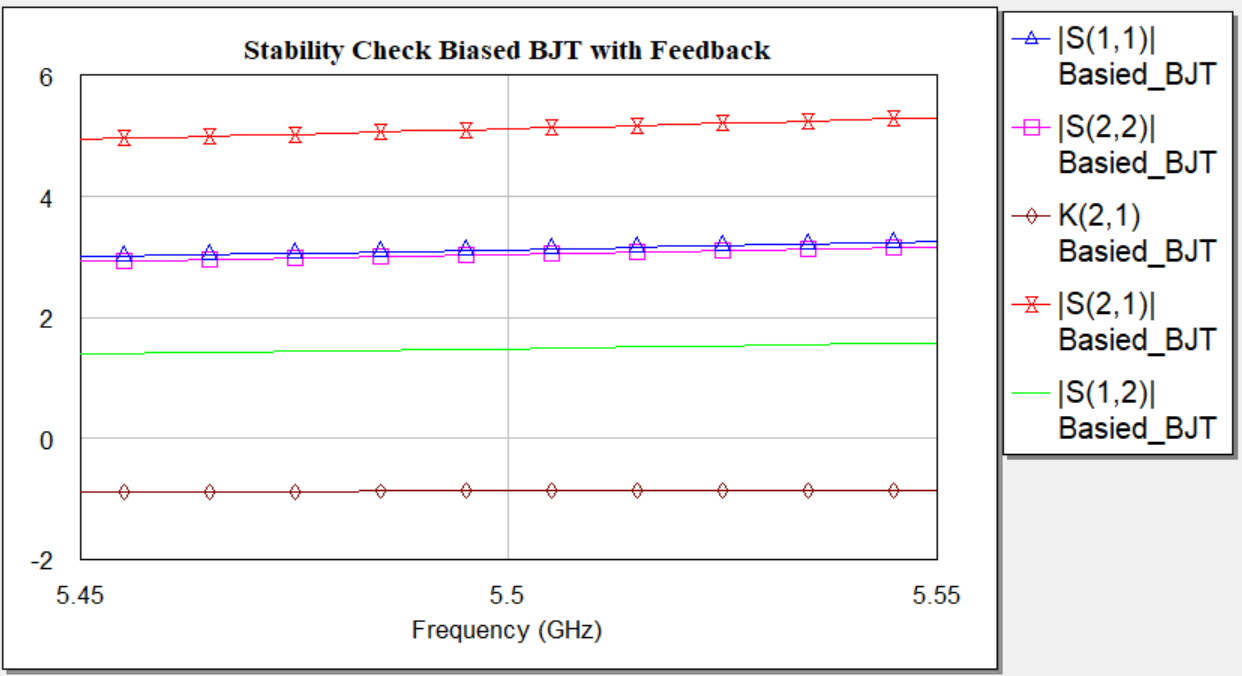 Stability Check Biased BJT with Feedback
6
4
2
0
-2
5.45
5.5
5.55
Frequency (GHz)
|S(1,1)|
Basied_BJT
|S(2,2)|
Basied_BJT
K(2,1)
Basied_BJT
|S(2,1)|
Basied_BJT
|S(1,2)|
Basied_BJT